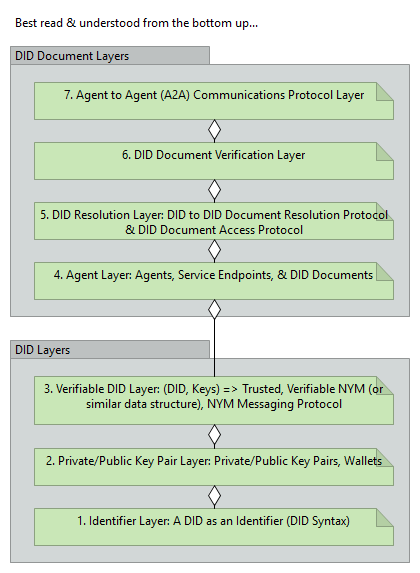 Best read & understood from the bottom up...
DID Document Layers
7. Agent to Agent (A2A) Communications Protocol Layer
6. DID Document Verification Layer
5. DID Resolution Layer: DID to DID Document Resolution Protocol
& DID Document Access Protocol
4. Agent Layer: Agents, Service Endpoints, & DID Documents
DID Layers
3. Verifiable DID Layer: (DID, Keys) => Trusted, Verifiable NYM (or
similar data structure), NYM Messaging Protocol
2. Private/Public Key Pair Layer: Private/Public Key Pairs, Wallets
1. Identifier Layer: A DID as an Identifier (DID Syntax)